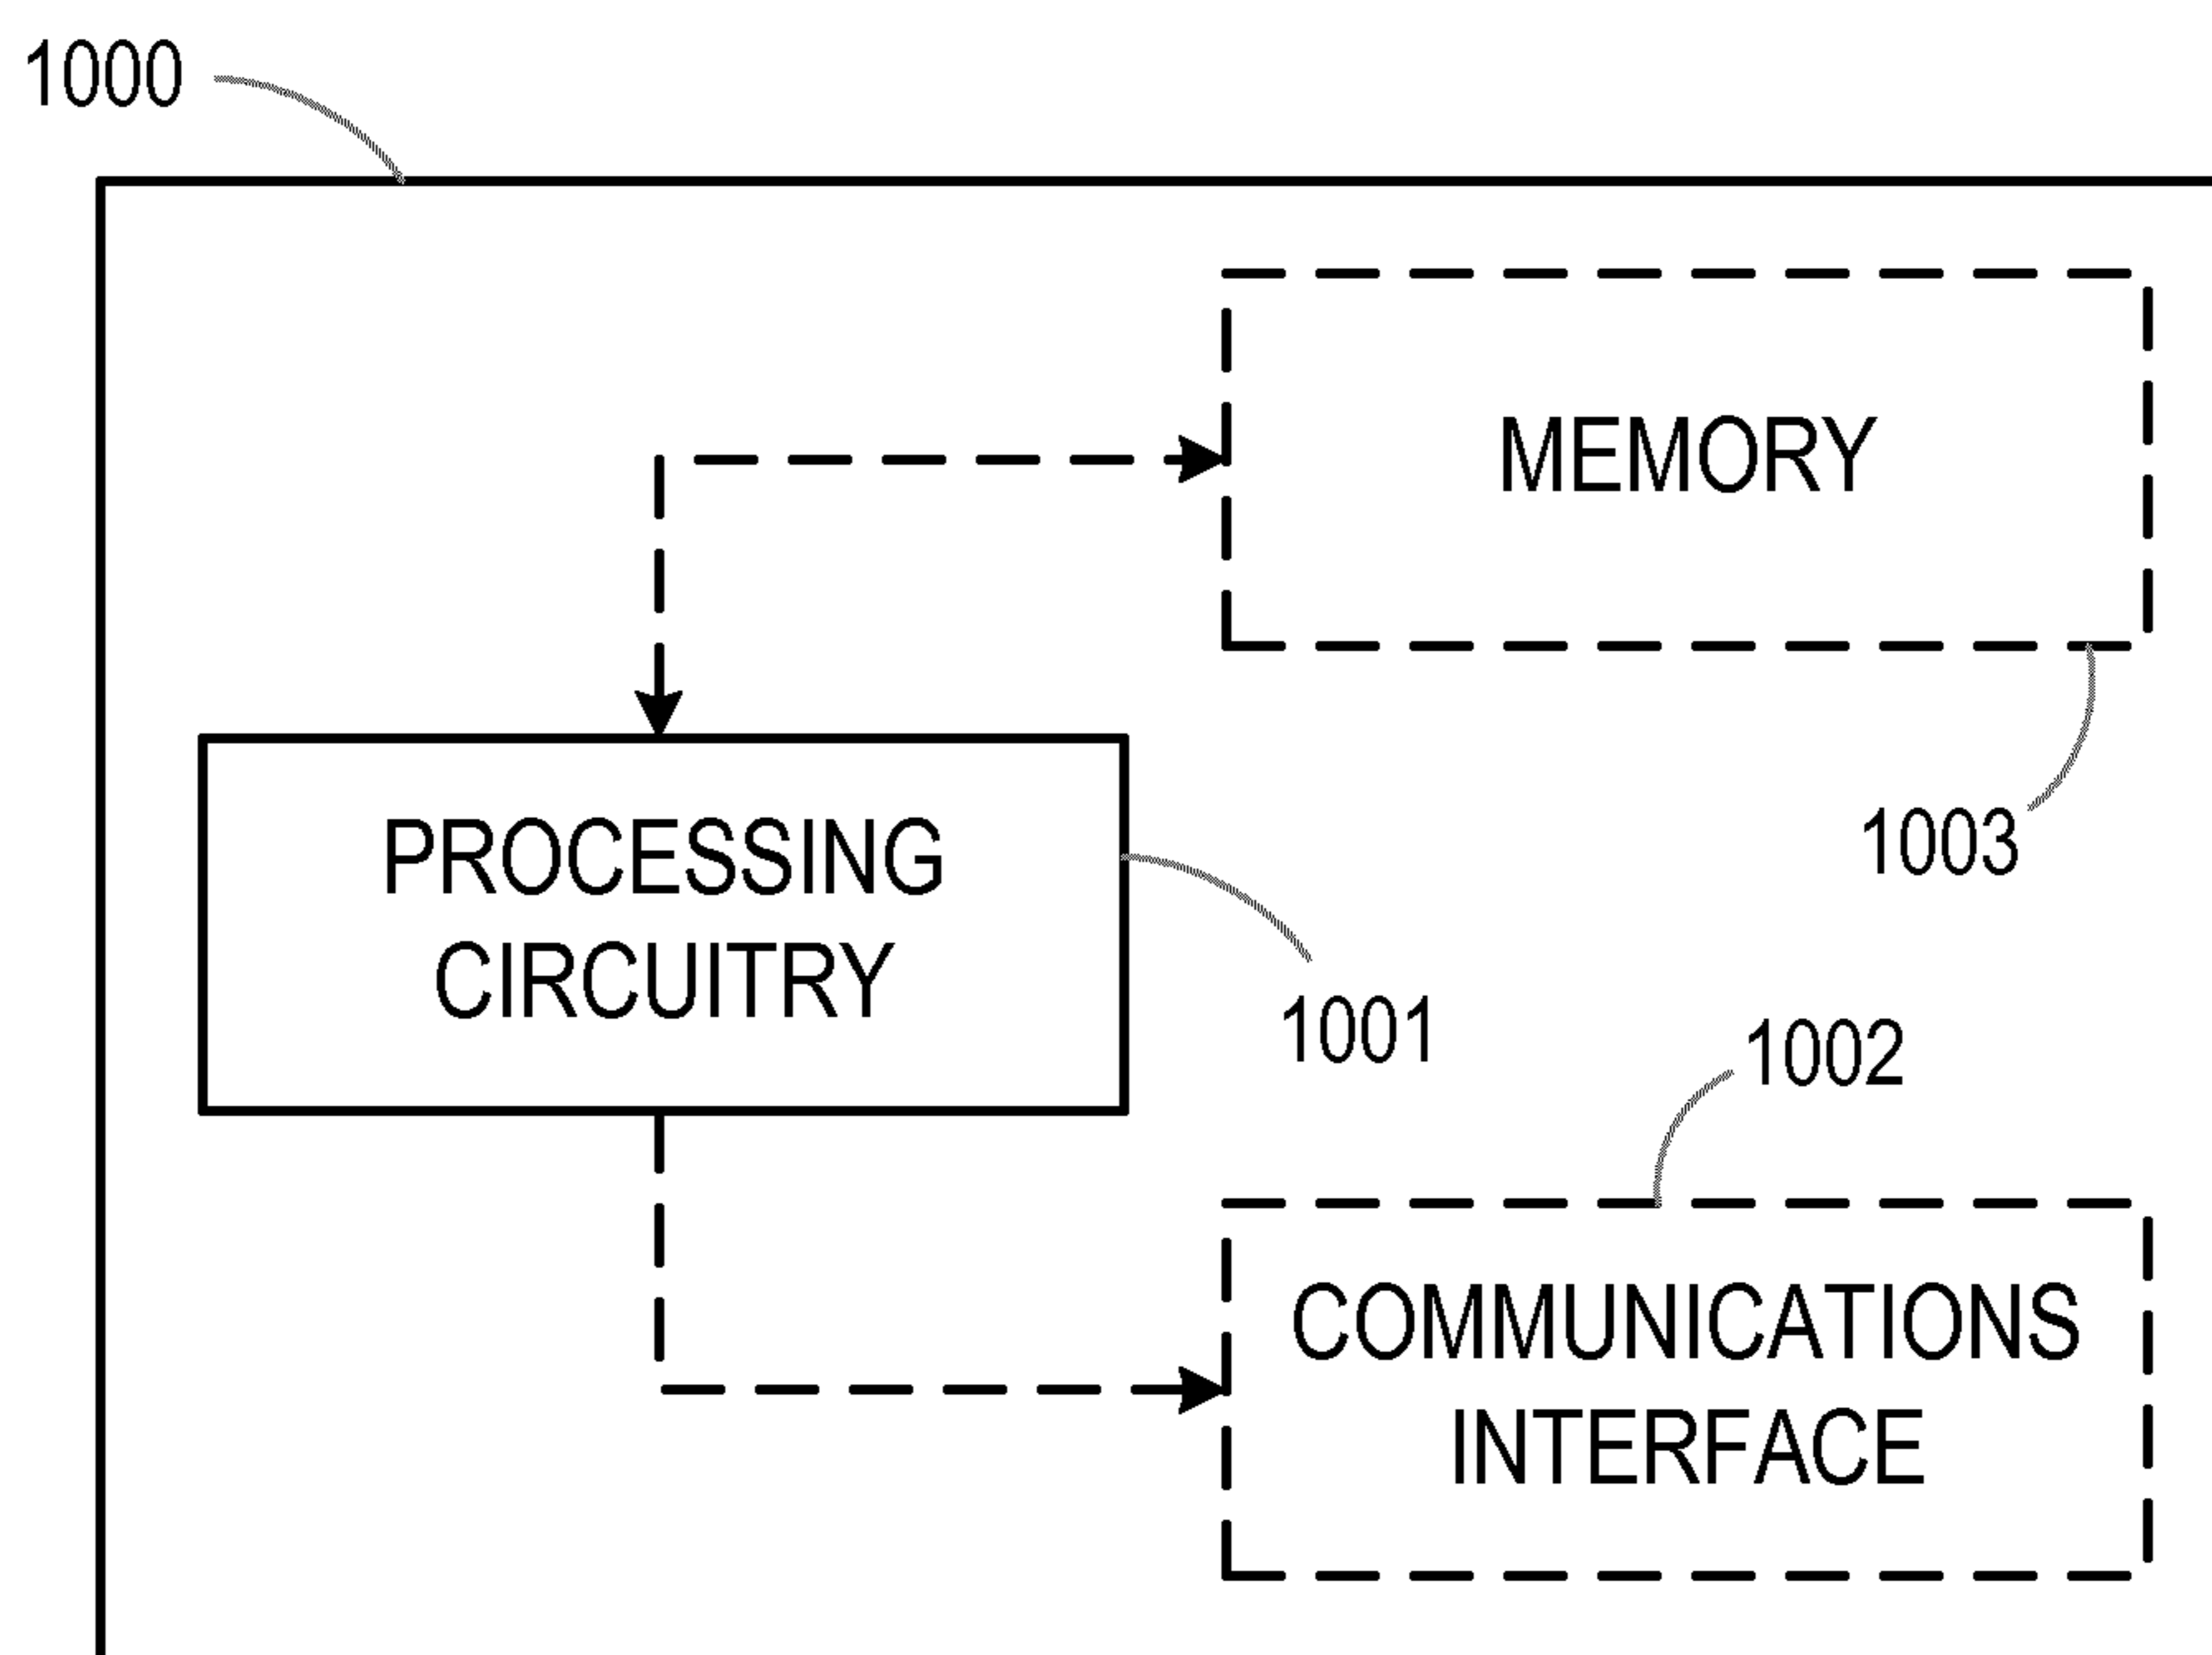 1000
MEMORY
1003
PROCESSING
CIRCUITRY
1001
1002
COMMUNICATIONS
INTERFACE